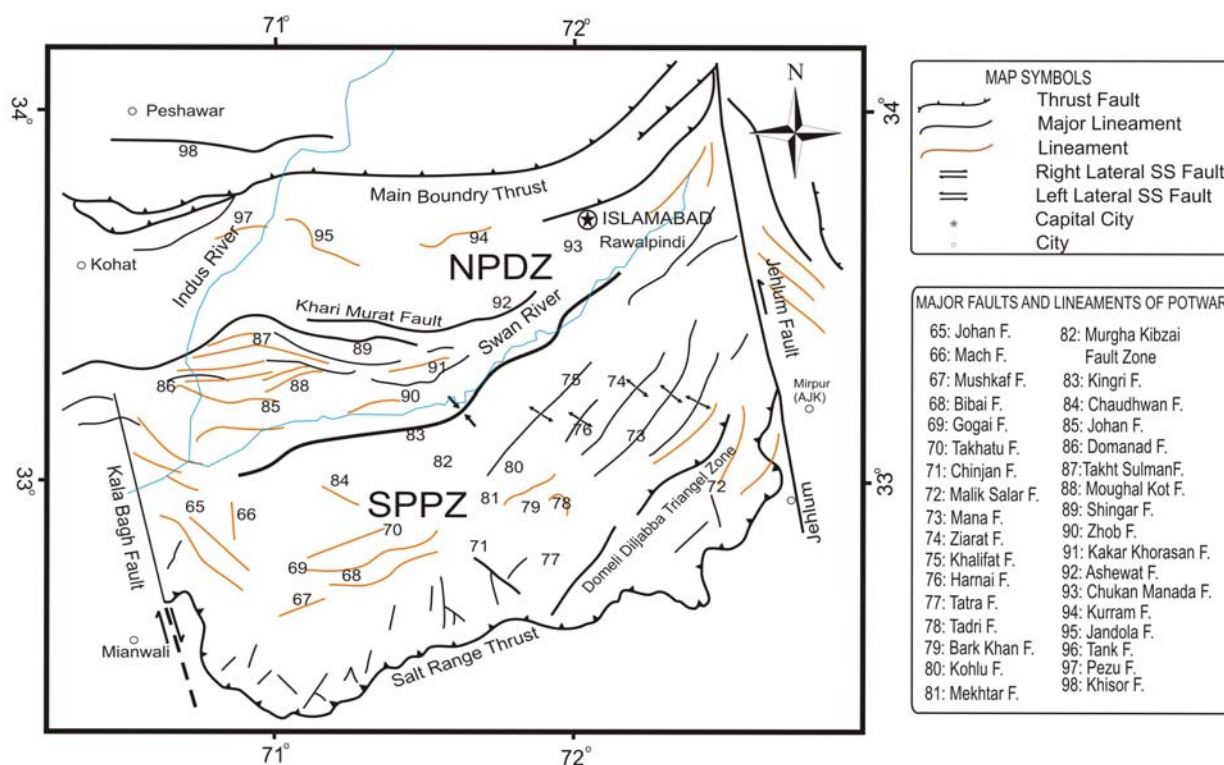 71°
72°
N
34°
34°
Peshawar
98
Main Boundry Thrust
97
95
94
93
ISLAMABAD
Rawalpindi
Kohat
Indus River
NPDZ
Khari Murat Fault
92
Swan River
Jehlum Fault
87
89
91
86
88
85
90
75
74
Mirpur
(AJK)
83
76
73
82
80
33°
33°
84
81
79
78
72
Kala Bagh Fault
65
66
SPPZ
70
Domeli Diljabba Triangel Zone
Jehlum
69
68
71
77
67
Mianwali
Salt Range Thrust
71°
72°
MAP SYMBOLS
Thrust Fault
Major Lineament
Lineament
Right Lateral SS Fault
Left Lateral SS Fault
Capital City
City
MAJOR FAULTS AND LINEAMENTS OF POTWAR
65: Johan F.
66: Mach F.
67: Mushkaf F.
68: Bibai F.
69: Gogai F.
70: Takhatu F.
71: Chinjan F.
72: Malik Salar F.
73: Mana F.
74: Ziarat F.
75: Khalifat F.
76: Harnai F.
77: Tatra F.
78: Tadri F.
79: Bark Khan F.
80: Kohlu F.
81: Mekhtar F.
82: Murgha Kibzai
Fault Zone
83: Kingri F.
84: Chaudhwan F.
85: Johan F.
86: Domanad F.
87:Takht SulmanF.
88: Moughal Kot F.
89: Shingar F.
90: Zhob F.
91: Kakar Khorasan F.
92: Ashewat F.
93: Chukan Manada F.
94: Kurram F.
95: Jandola F.
96: Tank F.
97: Pezu F.
98: Khisor F.